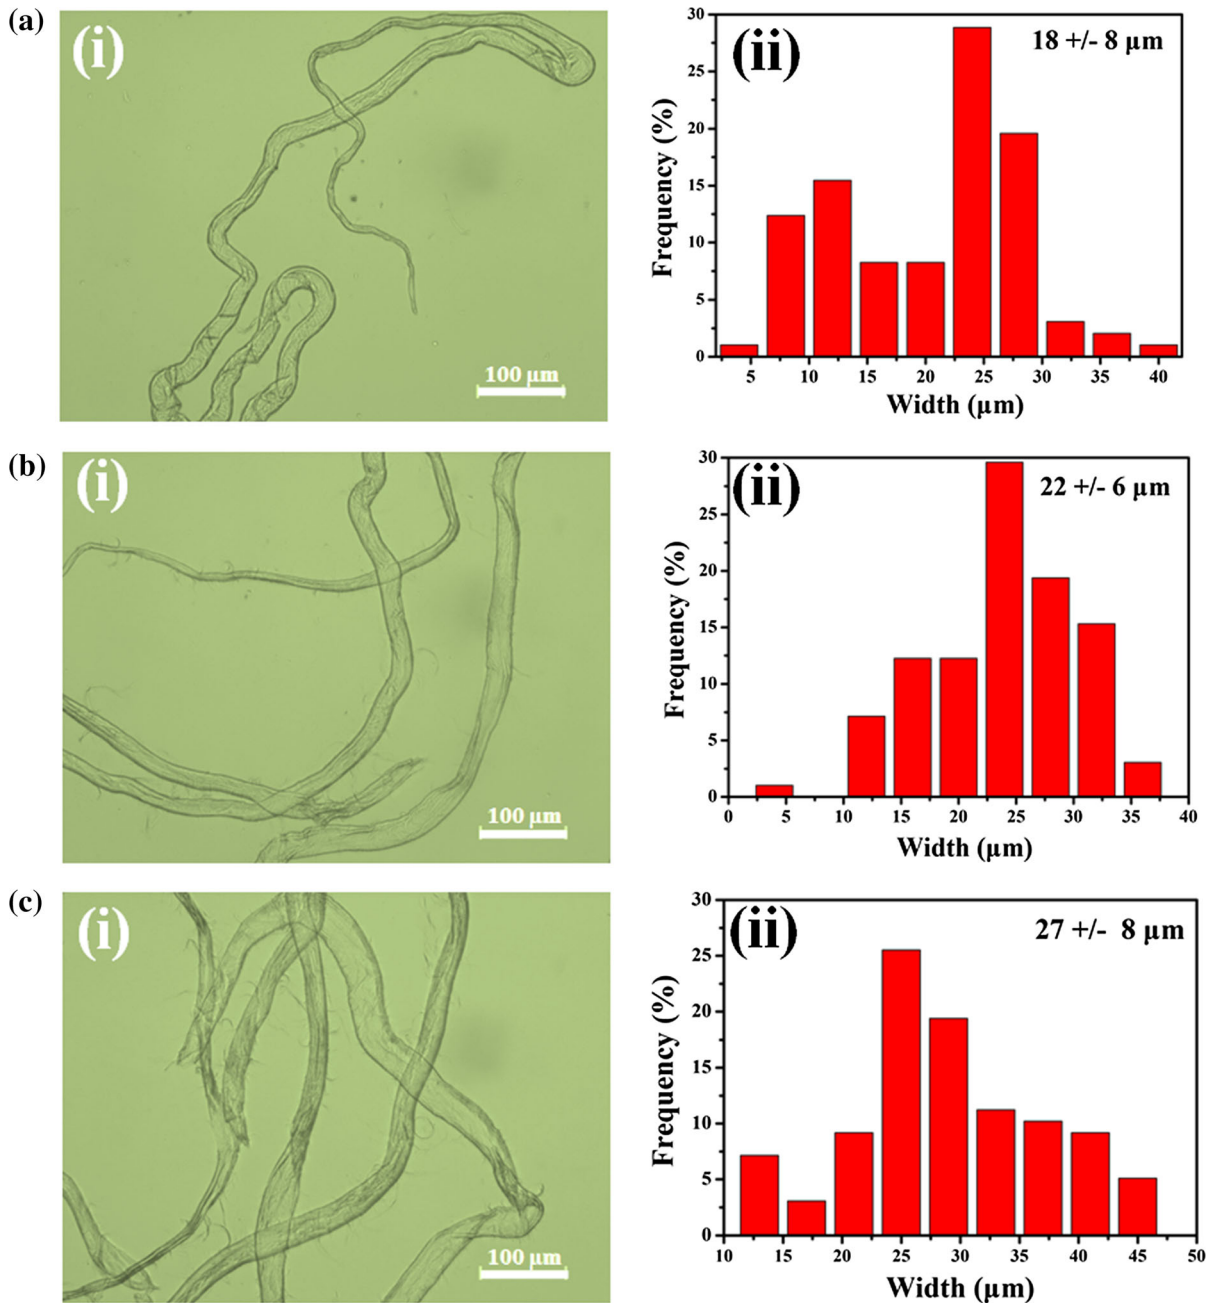 (a)
(i)
100 µm
(ii)
18 +/- 8 µm
Frequency (%)
30
25
20
15
10
5
0
5 10 15 20 25 30 35 40
Width (µm)
(b)
(i)
100 µm
(ii)
22 +/- 6 µm
Frequency (%)
30
25
20
15
10
5
0
0 5 10 15 20 25 30 35 40
Width (µm)
(c)
(i)
100 µm
(ii)
27 +/- 8 µm
Frequency (%)
30
25
20
15
10
5
0
10 15 20 25 30 35 40 45 50
Width (µm)